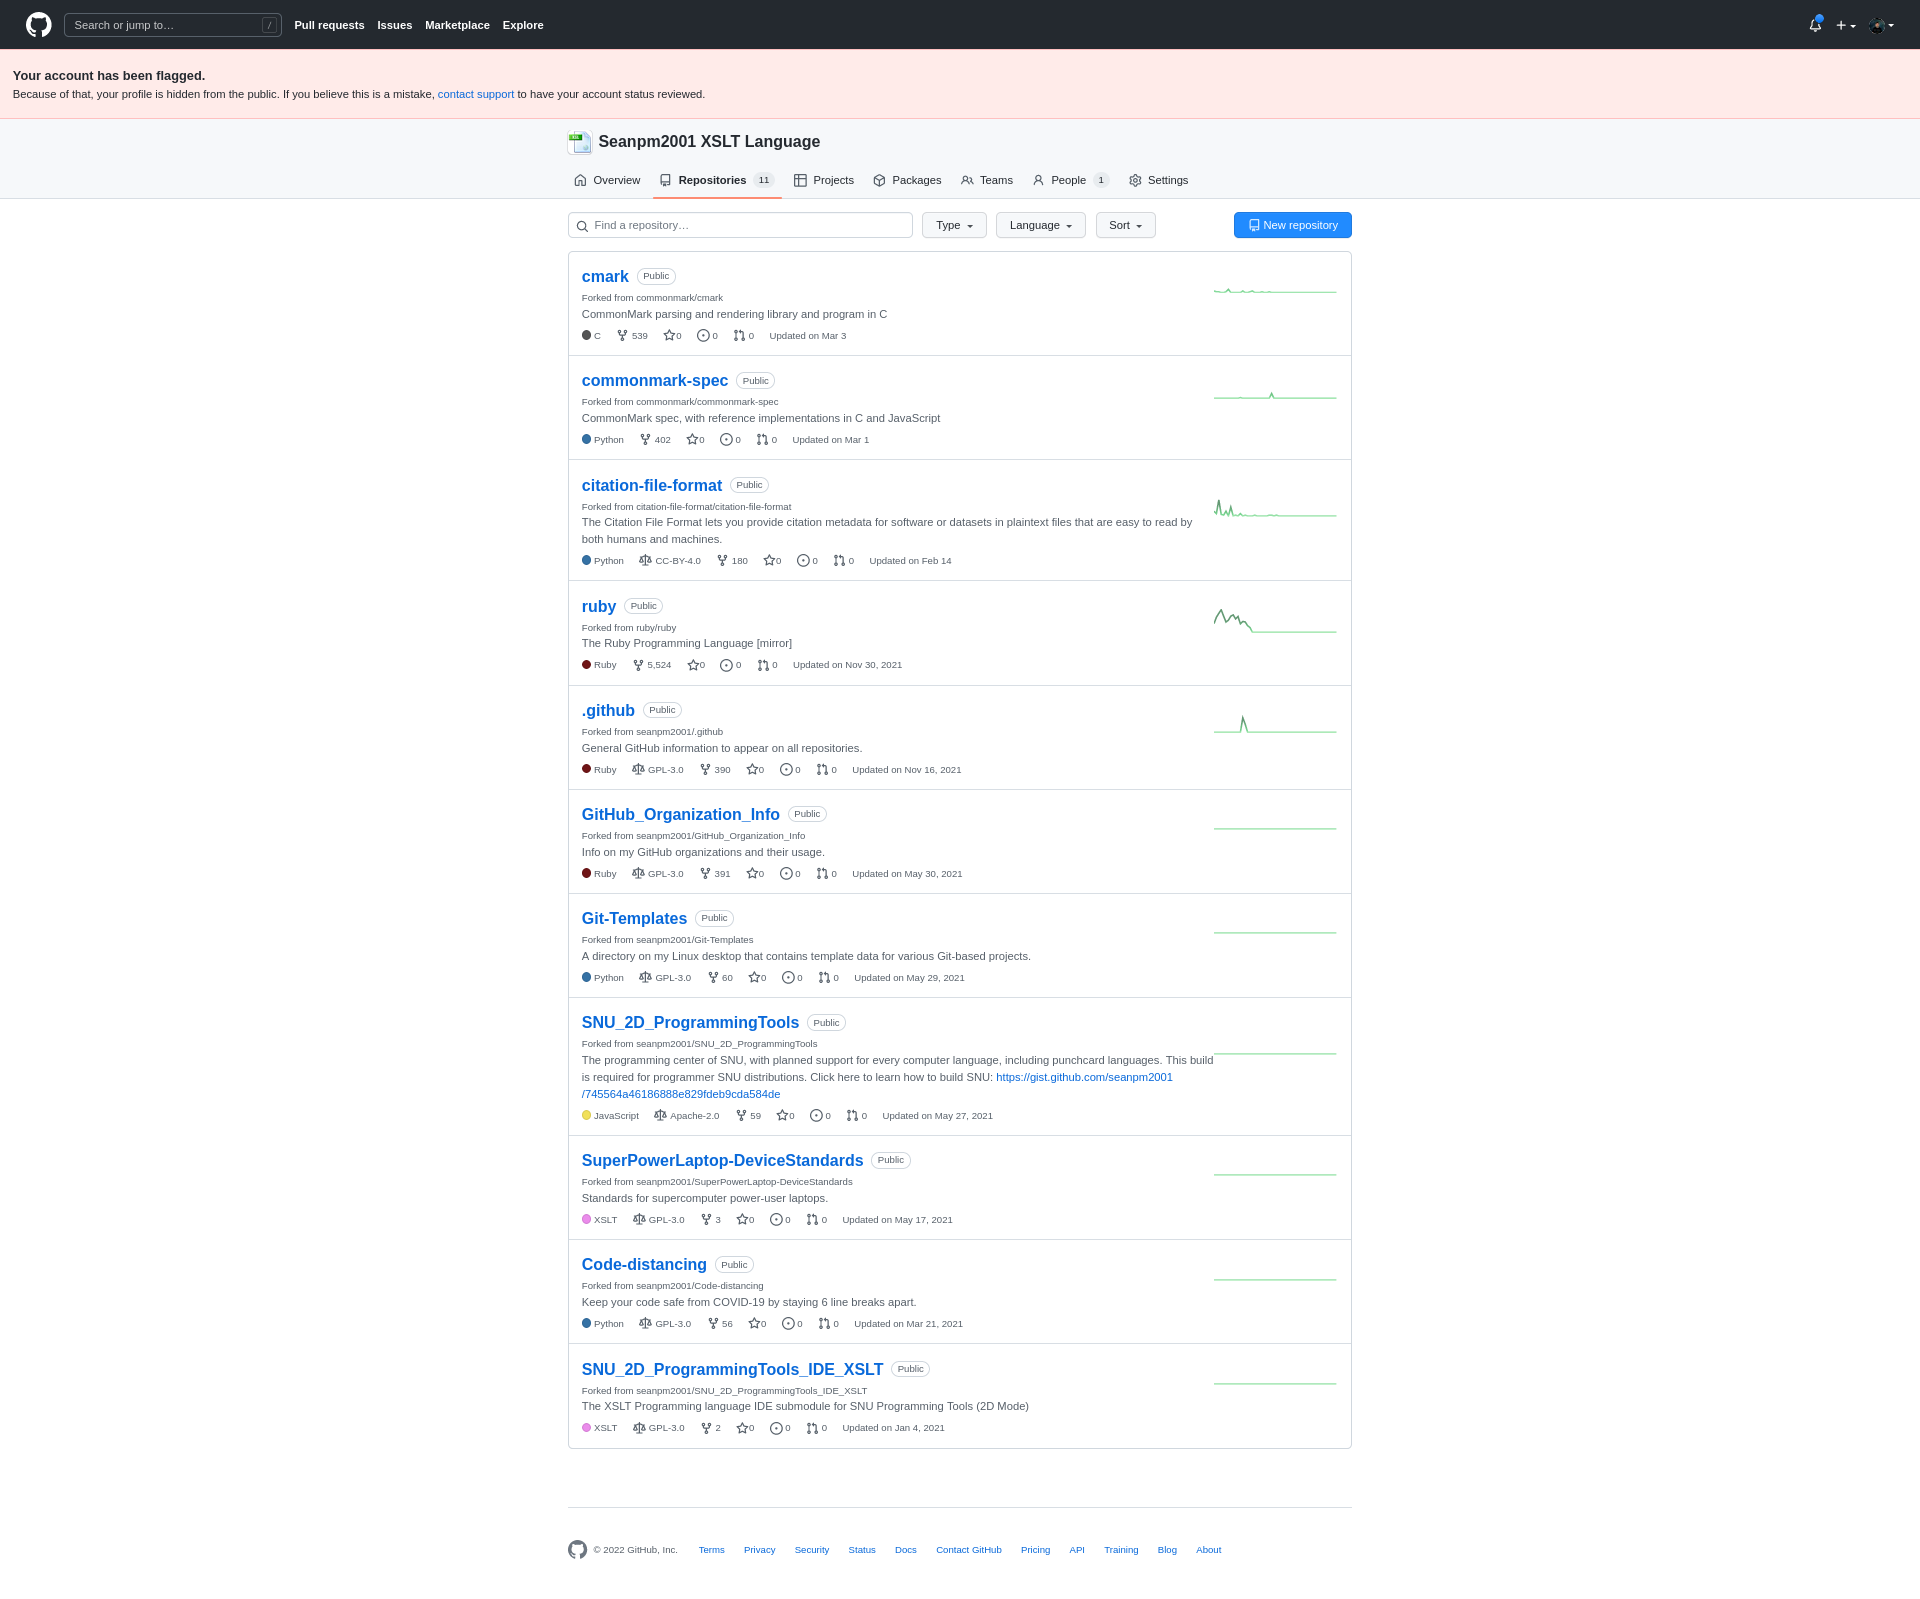 Search or jump to… /
Pull requests Issues Marketplace Explore
Your account has been flagged.
Because of that, your profile is hidden from the public. If you believe this is a mistake, contact support to have your account status reviewed.
Seanpm2001 XSLT Language
Overview Repositories 11 Projects Packages Teams People 1 Settings
Find a repository… Type Language Sort New repository
cmark Public
Forked from commonmark/cmark
CommonMark parsing and rendering library and program in C
C 539 0 0 0 Updated on Mar 3
commonmark-spec Public
Forked from commonmark/commonmark-spec
CommonMark spec, with reference implementations in C and JavaScript
Python 402 0 0 0 Updated on Mar 1
citation-file-format Public
Forked from citation-file-format/citation-file-format
The Citation File Format lets you provide citation metadata for software or datasets in plaintext files that are easy to read by
both humans and machines.
Python CC-BY-4.0 180 0 0 0 Updated on Feb 14
ruby Public
Forked from ruby/ruby
The Ruby Programming Language [mirror]
Ruby 5,524 0 0 0 Updated on Nov 30, 2021
.github Public
Forked from seanpm2001/.github
General GitHub information to appear on all repositories.
Ruby GPL-3.0 390 0 0 0 Updated on Nov 16, 2021
GitHub_Organization_Info Public
Forked from seanpm2001/GitHub_Organization_Info
Info on my GitHub organizations and their usage.
Ruby GPL-3.0 391 0 0 0 Updated on May 30, 2021
Git-Templates Public
Forked from seanpm2001/Git-Templates
A directory on my Linux desktop that contains template data for various Git-based projects.
Python GPL-3.0 60 0 0 0 Updated on May 29, 2021
SNU_2D_ProgrammingTools Public
Forked from seanpm2001/SNU_2D_ProgrammingTools
The programming center of SNU, with planned support for every computer language, including punchcard languages. This build
is required for programmer SNU distributions. Click here to learn how to build SNU: https://gist.github.com/seanpm2001
/745564a46186888e829fdeb9cda584de
JavaScript Apache-2.0 59 0 0 0 Updated on May 27, 2021
SuperPowerLaptop-DeviceStandards Public
Forked from seanpm2001/SuperPowerLaptop-DeviceStandards
Standards for supercomputer power-user laptops.
XSLT GPL-3.0 3 0 0 0 Updated on May 17, 2021
Code-distancing Public
Forked from seanpm2001/Code-distancing
Keep your code safe from COVID-19 by staying 6 line breaks apart.
Python GPL-3.0 56 0 0 0 Updated on Mar 21, 2021
SNU_2D_ProgrammingTools_IDE_XSLT Public
Forked from seanpm2001/SNU_2D_ProgrammingTools_IDE_XSLT
The XSLT Programming language IDE submodule for SNU Programming Tools (2D Mode)
XSLT GPL-3.0 2 0 0 0 Updated on Jan 4, 2021
© 2022 GitHub, Inc. Terms Privacy Security Status Docs Contact GitHub Pricing API Training Blog About